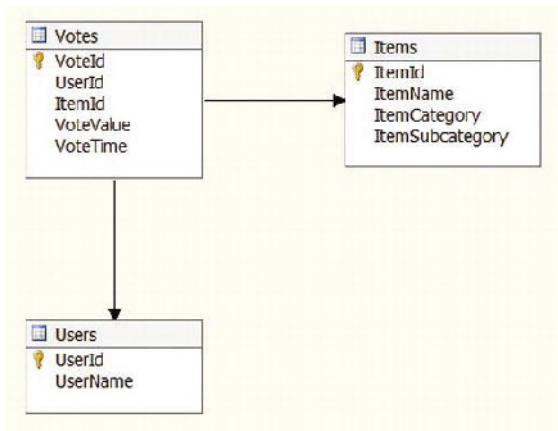 Votes
VoteId
UserId
ItemId
VoteValue
VoteTime
Items
ItemId
ItemName
ItemCategory
ItemSubcategory
Users
UserId
UserName